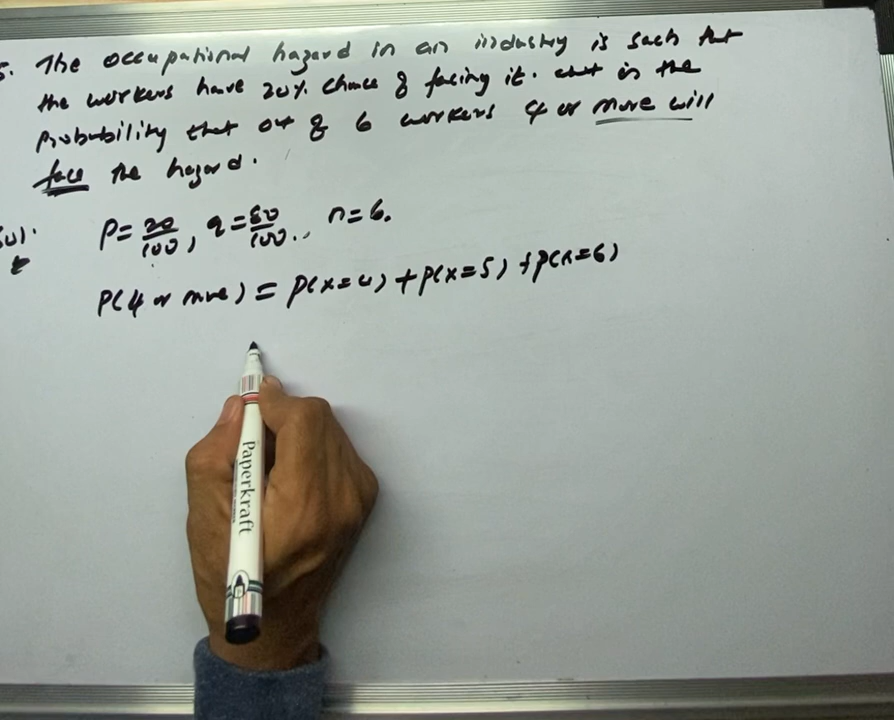 5. The occupational hazard in an industry is such that
the workers have 20% chance of facing it. what is the
Probability that out of 6 workers 4 or more will
face the hazard.
Sol. P=20/100, q=80/100., n=6.
P(4 or more) = P(x=4) + P(x=5) + P(x=6)
Paperkraft